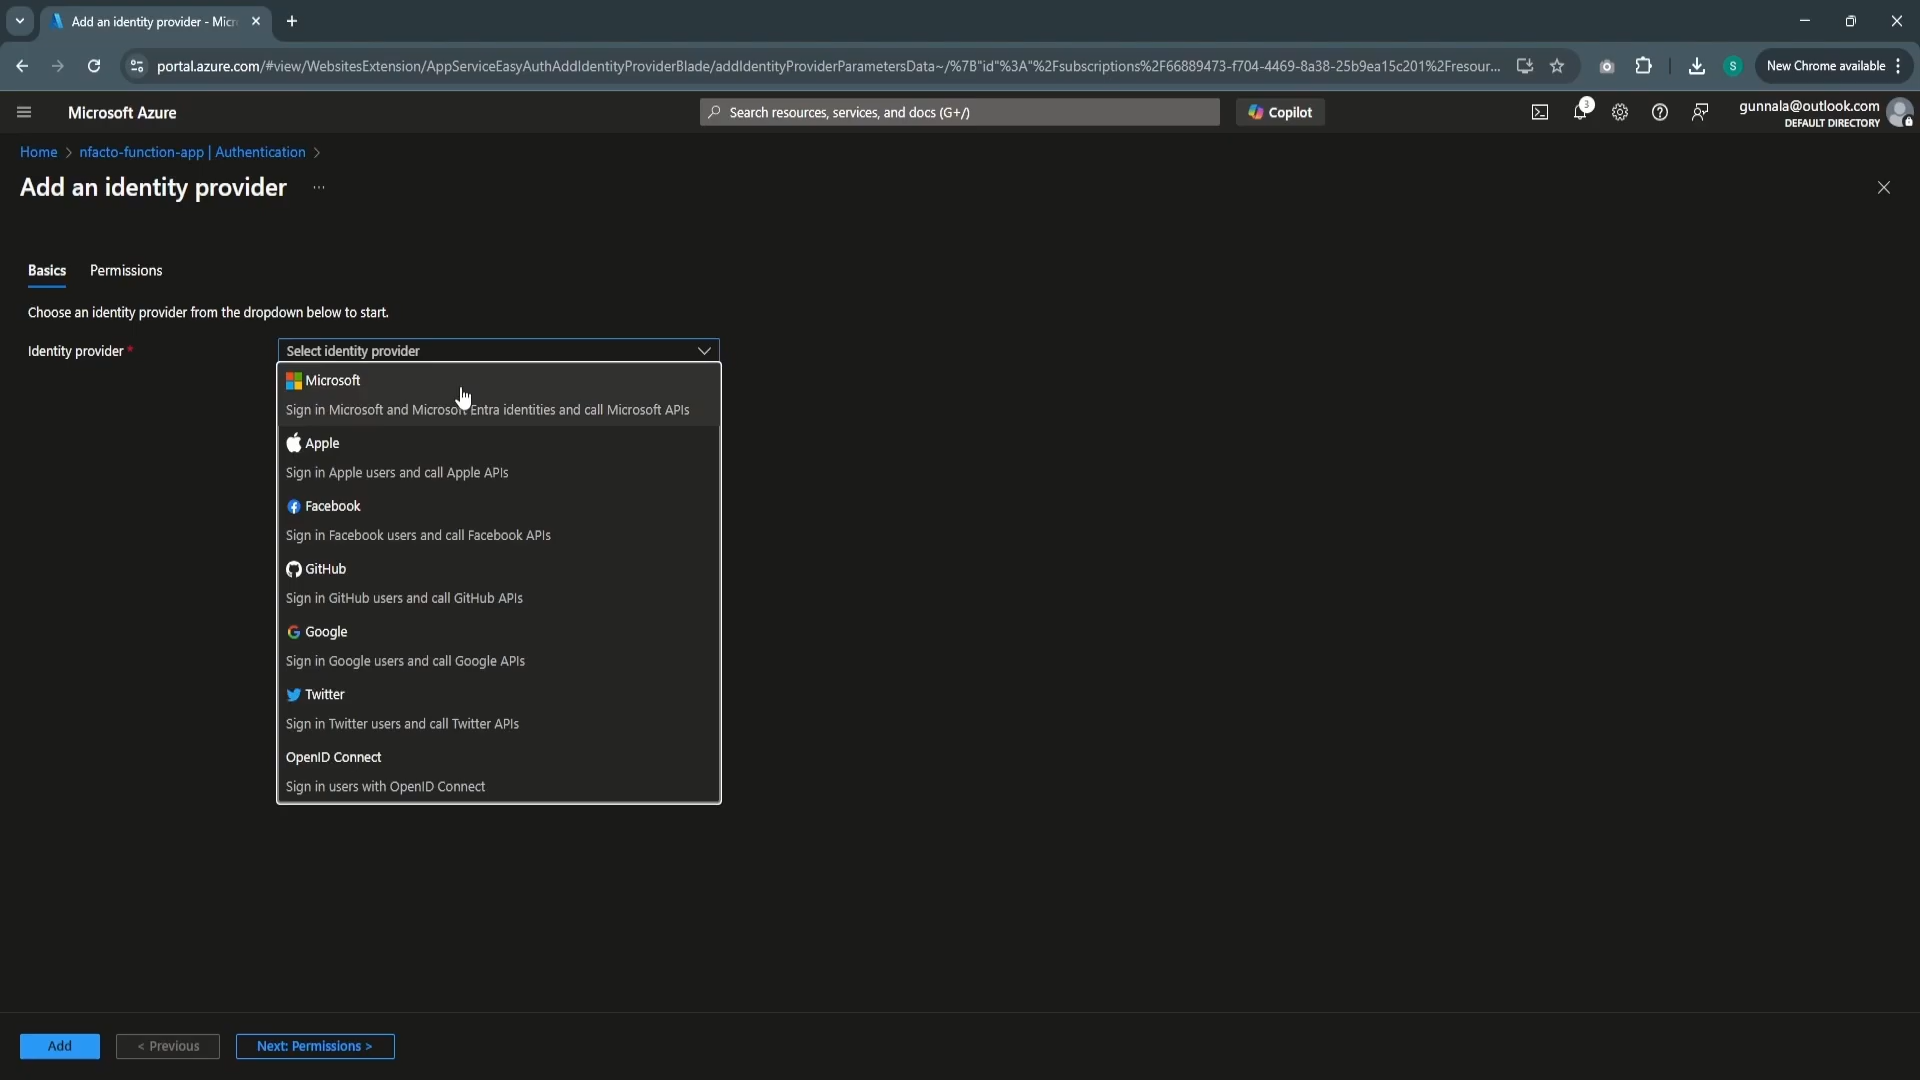 Add an identity provider - Micr
portal.azure.com/#view/WebsitesExtension/AppServiceEasyAuthAddIdentityProviderBlade/addIdentityProviderParametersData~/%7B"id"%3A"%2Fsubscriptions%2F66889473-f704-4469-8a38-25b9ea15c201%2Fresour...
S
New Chrome available
Microsoft Azure
Search resources, services, and docs (G+/)
Copilot
3
gunnala@outlook.com
DEFAULT DIRECTORY
Home > nfacto-function-app | Authentication >
Add an identity provider ...
Basics Permissions
Choose an identity provider from the dropdown below to start.
Identity provider *
Select identity provider
Microsoft
Sign in Microsoft and Microsoft Entra identities and call Microsoft APIs
Apple
Sign in Apple users and call Apple APIs
Facebook
Sign in Facebook users and call Facebook APIs
GitHub
Sign in GitHub users and call GitHub APIs
Google
Sign in Google users and call Google APIs
Twitter
Sign in Twitter users and call Twitter APIs
OpenID Connect
Sign in users with OpenID Connect
Add
< Previous
Next: Permissions >